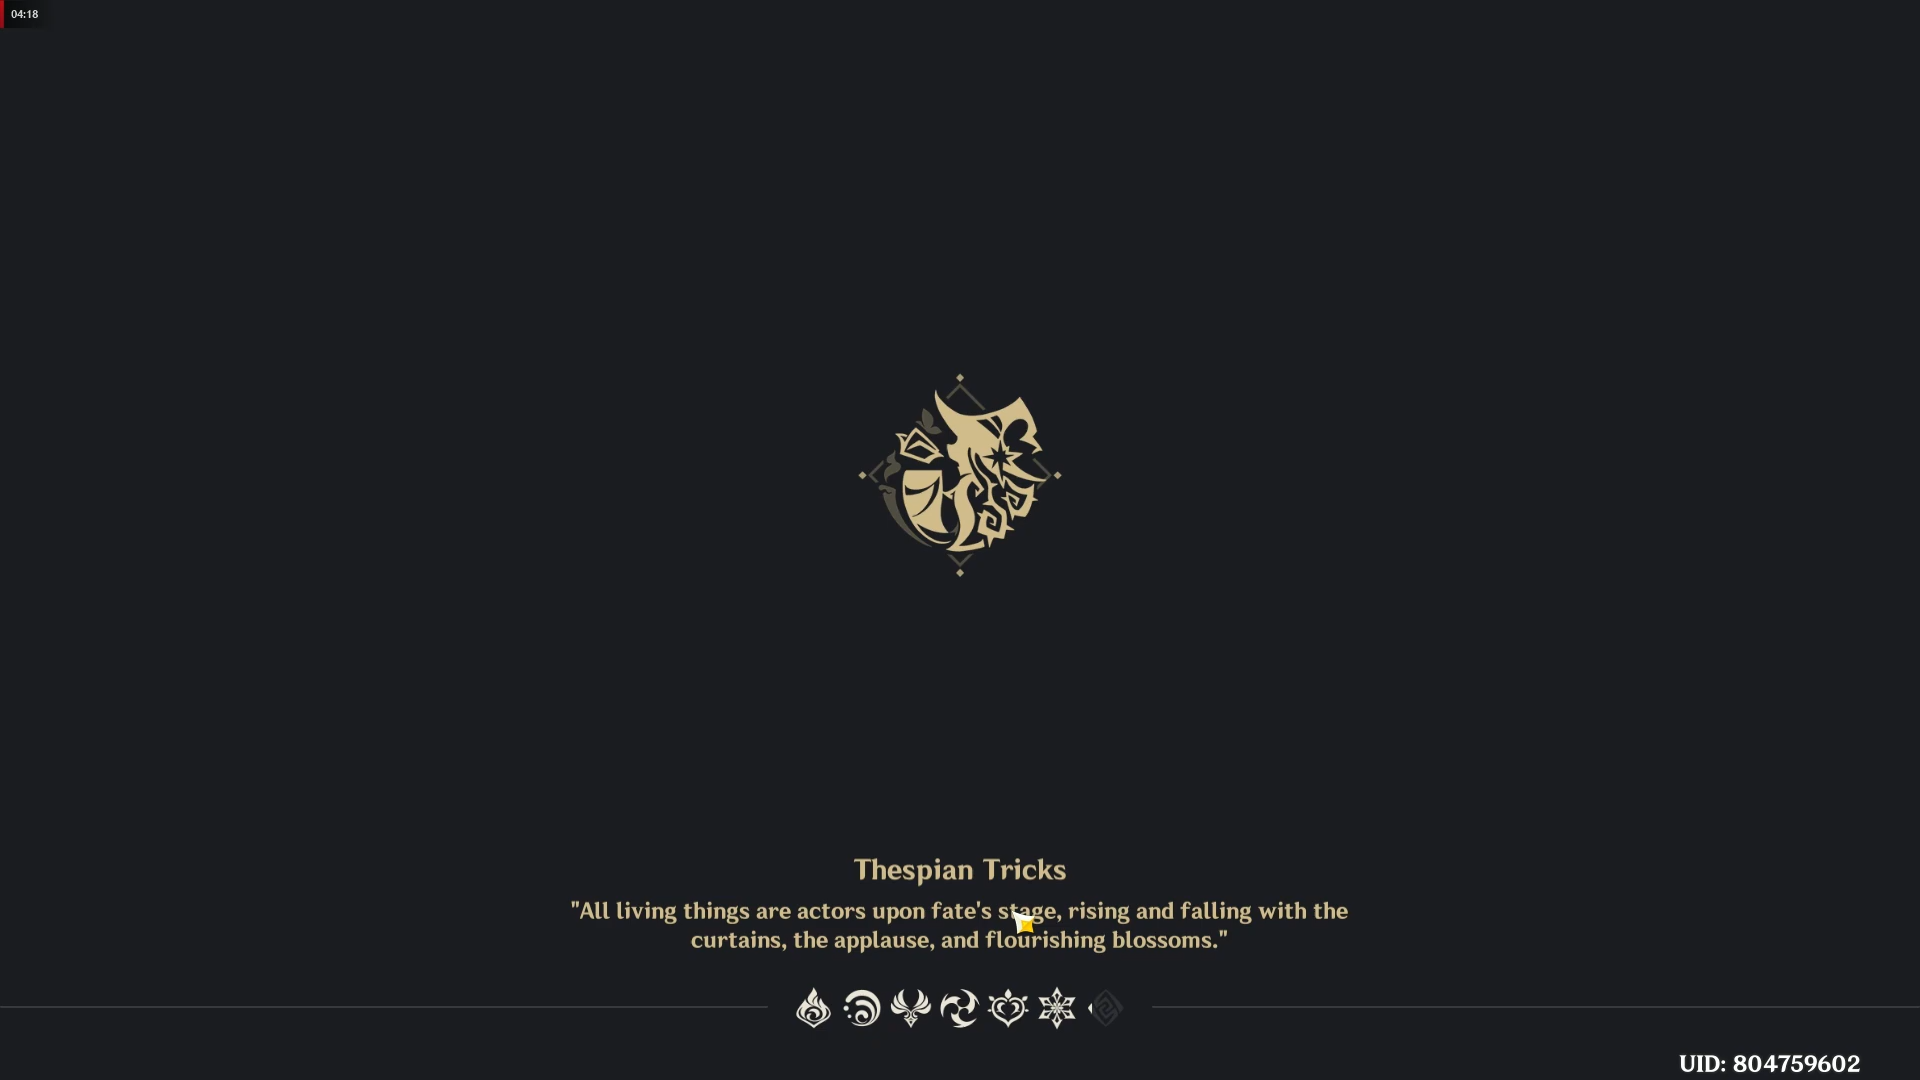 04:18
Thespian Tricks
"All living things are actors upon fate's stage, rising and falling with the
curtains, the applause, and flourishing blossoms."
UID: 804759602